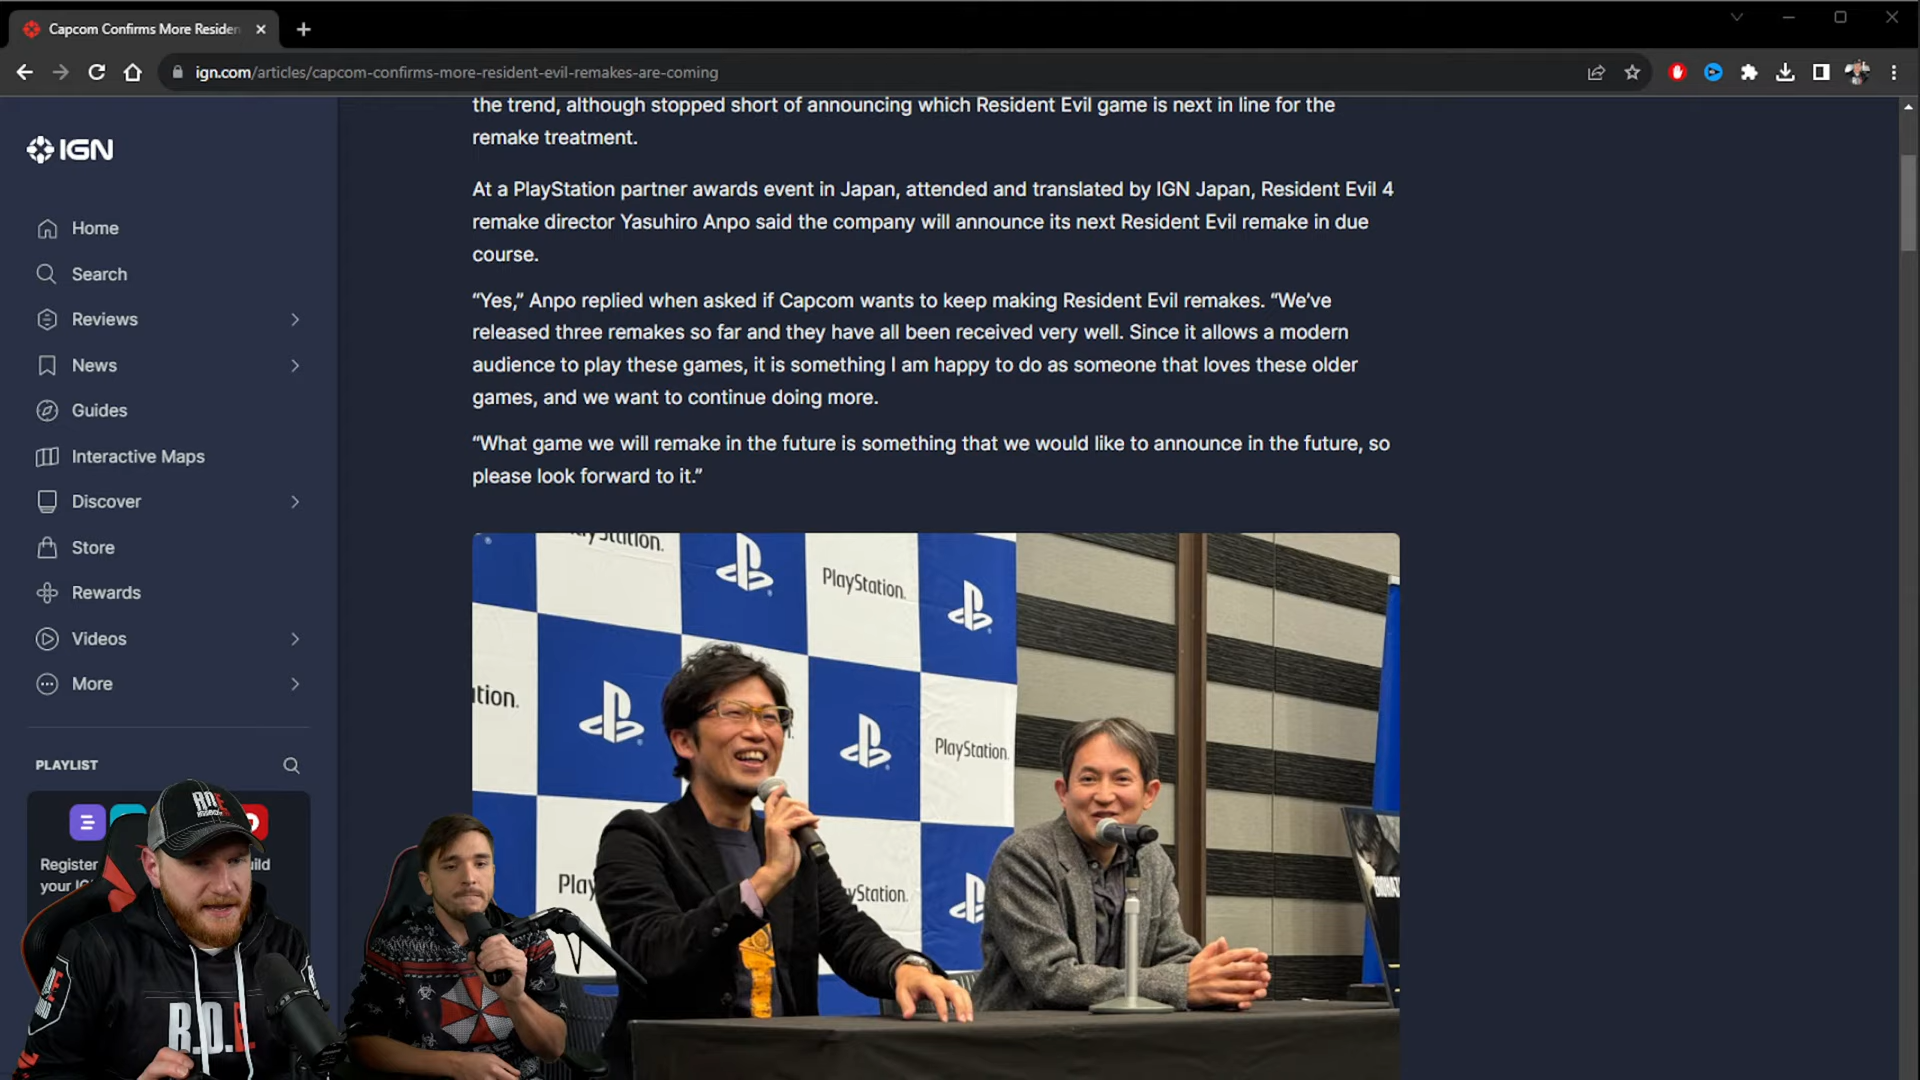 Capcom Confirms More Residen
ign.com/articles/capcom-confirms-more-resident-evil-remakes-are-coming
IGN
Home
Search
Reviews
News
Guides
Interactive Maps
Discover
Store
Rewards
Videos
More
PLAYLIST
Register
your
the trend, although stopped short of announcing which Resident Evil game is next in line for the
remake treatment.
At a PlayStation partner awards event in Japan, attended and translated by IGN Japan, Resident Evil 4
remake director Yasuhiro Anpo said the company will announce its next Resident Evil remake in due
course.
“Yes,” Anpo replied when asked if Capcom wants to keep making Resident Evil remakes. “We’ve
released three remakes so far and they have all been received very well. Since it allows a modern
audience to play these games, it is something I am happy to do as someone that loves these older
games, and we want to continue doing more.
“What game we will remake in the future is something that we would like to announce in the future, so
please look forward to it.”
PlayStation.
PlayStation.
tion.
PlayStation.
Play
yStation.
R.O.E
R.O.E